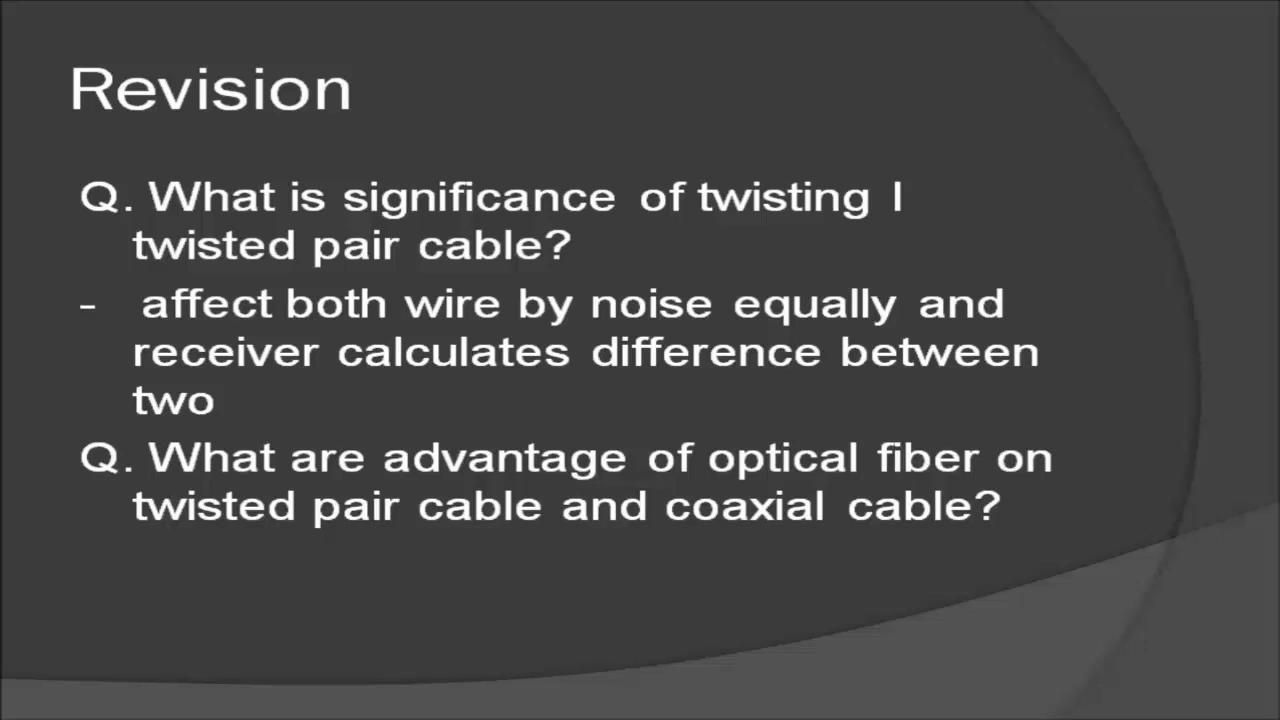 Revision
Q. What is significance of twisting I
twisted pair cable?
- affect both wire by noise equally and
receiver calculates difference between
two
Q. What are advantage of optical fiber on
twisted pair cable and coaxial cable?